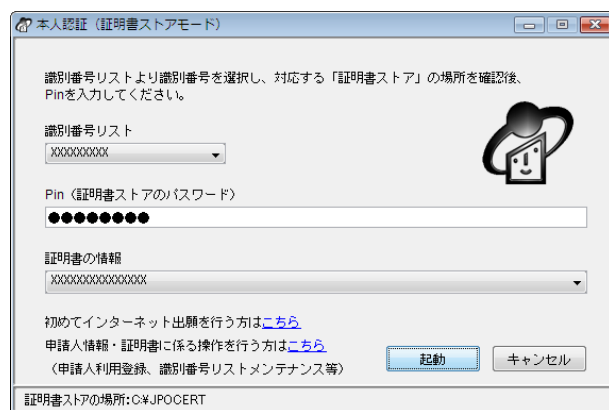 本人認証（証明書ストアモード）
識別番号リストより識別番号を選択し、対応する「証明書ストア」の場所を確認後、
Pinを入力してください。
識別番号リスト
XXXXXXXXX
Pin（証明書ストアのパスワード）
●●●●●●●●
証明書の情報
XXXXXXXXXXXXXXX
初めてインターネット出願を行う方はこちら
申請人情報・証明書に係る操作を行う方はこちら
（申請人利用登録、識別番号リストメンテナンス等）
起動 キャンセル
証明書ストアの場所:C:¥JPOCERT